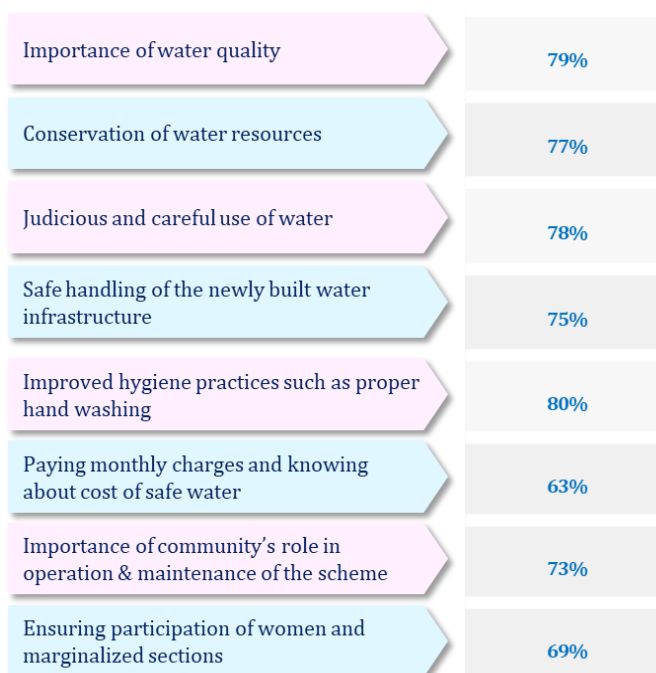 Importance of water quality
79%
Conservation of water resources
77%
Judicious and careful use of water
78%
Safe handling of the newly built water
infrastructure
75%
Improved hygiene practices such as proper
hand washing
80%
Paying monthly charges and knowing
about cost of safe water
63%
Importance of community’s role in
operation & maintenance of the scheme
73%
Ensuring participation of women and
marginalized sections
69%